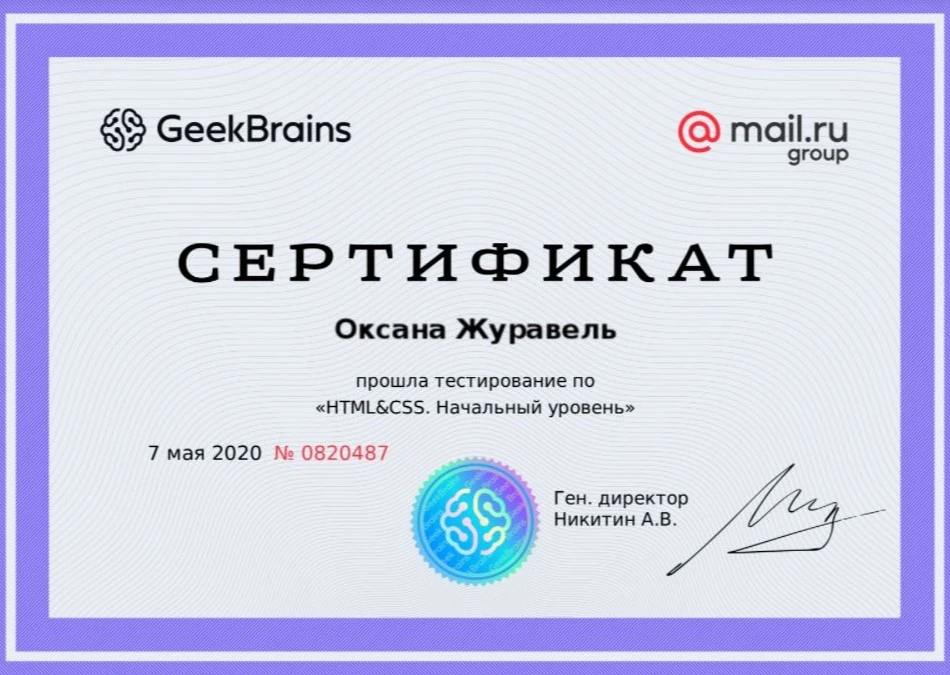 GeekBrains
@mail.ru
group
СЕРТИФИКАТ
Оксана Журавель
прошла тестирование по
«HTML&CSS. Начальный уровень»
7 мая 2020 № 0820487
Ген. директор
Никитин А.В.